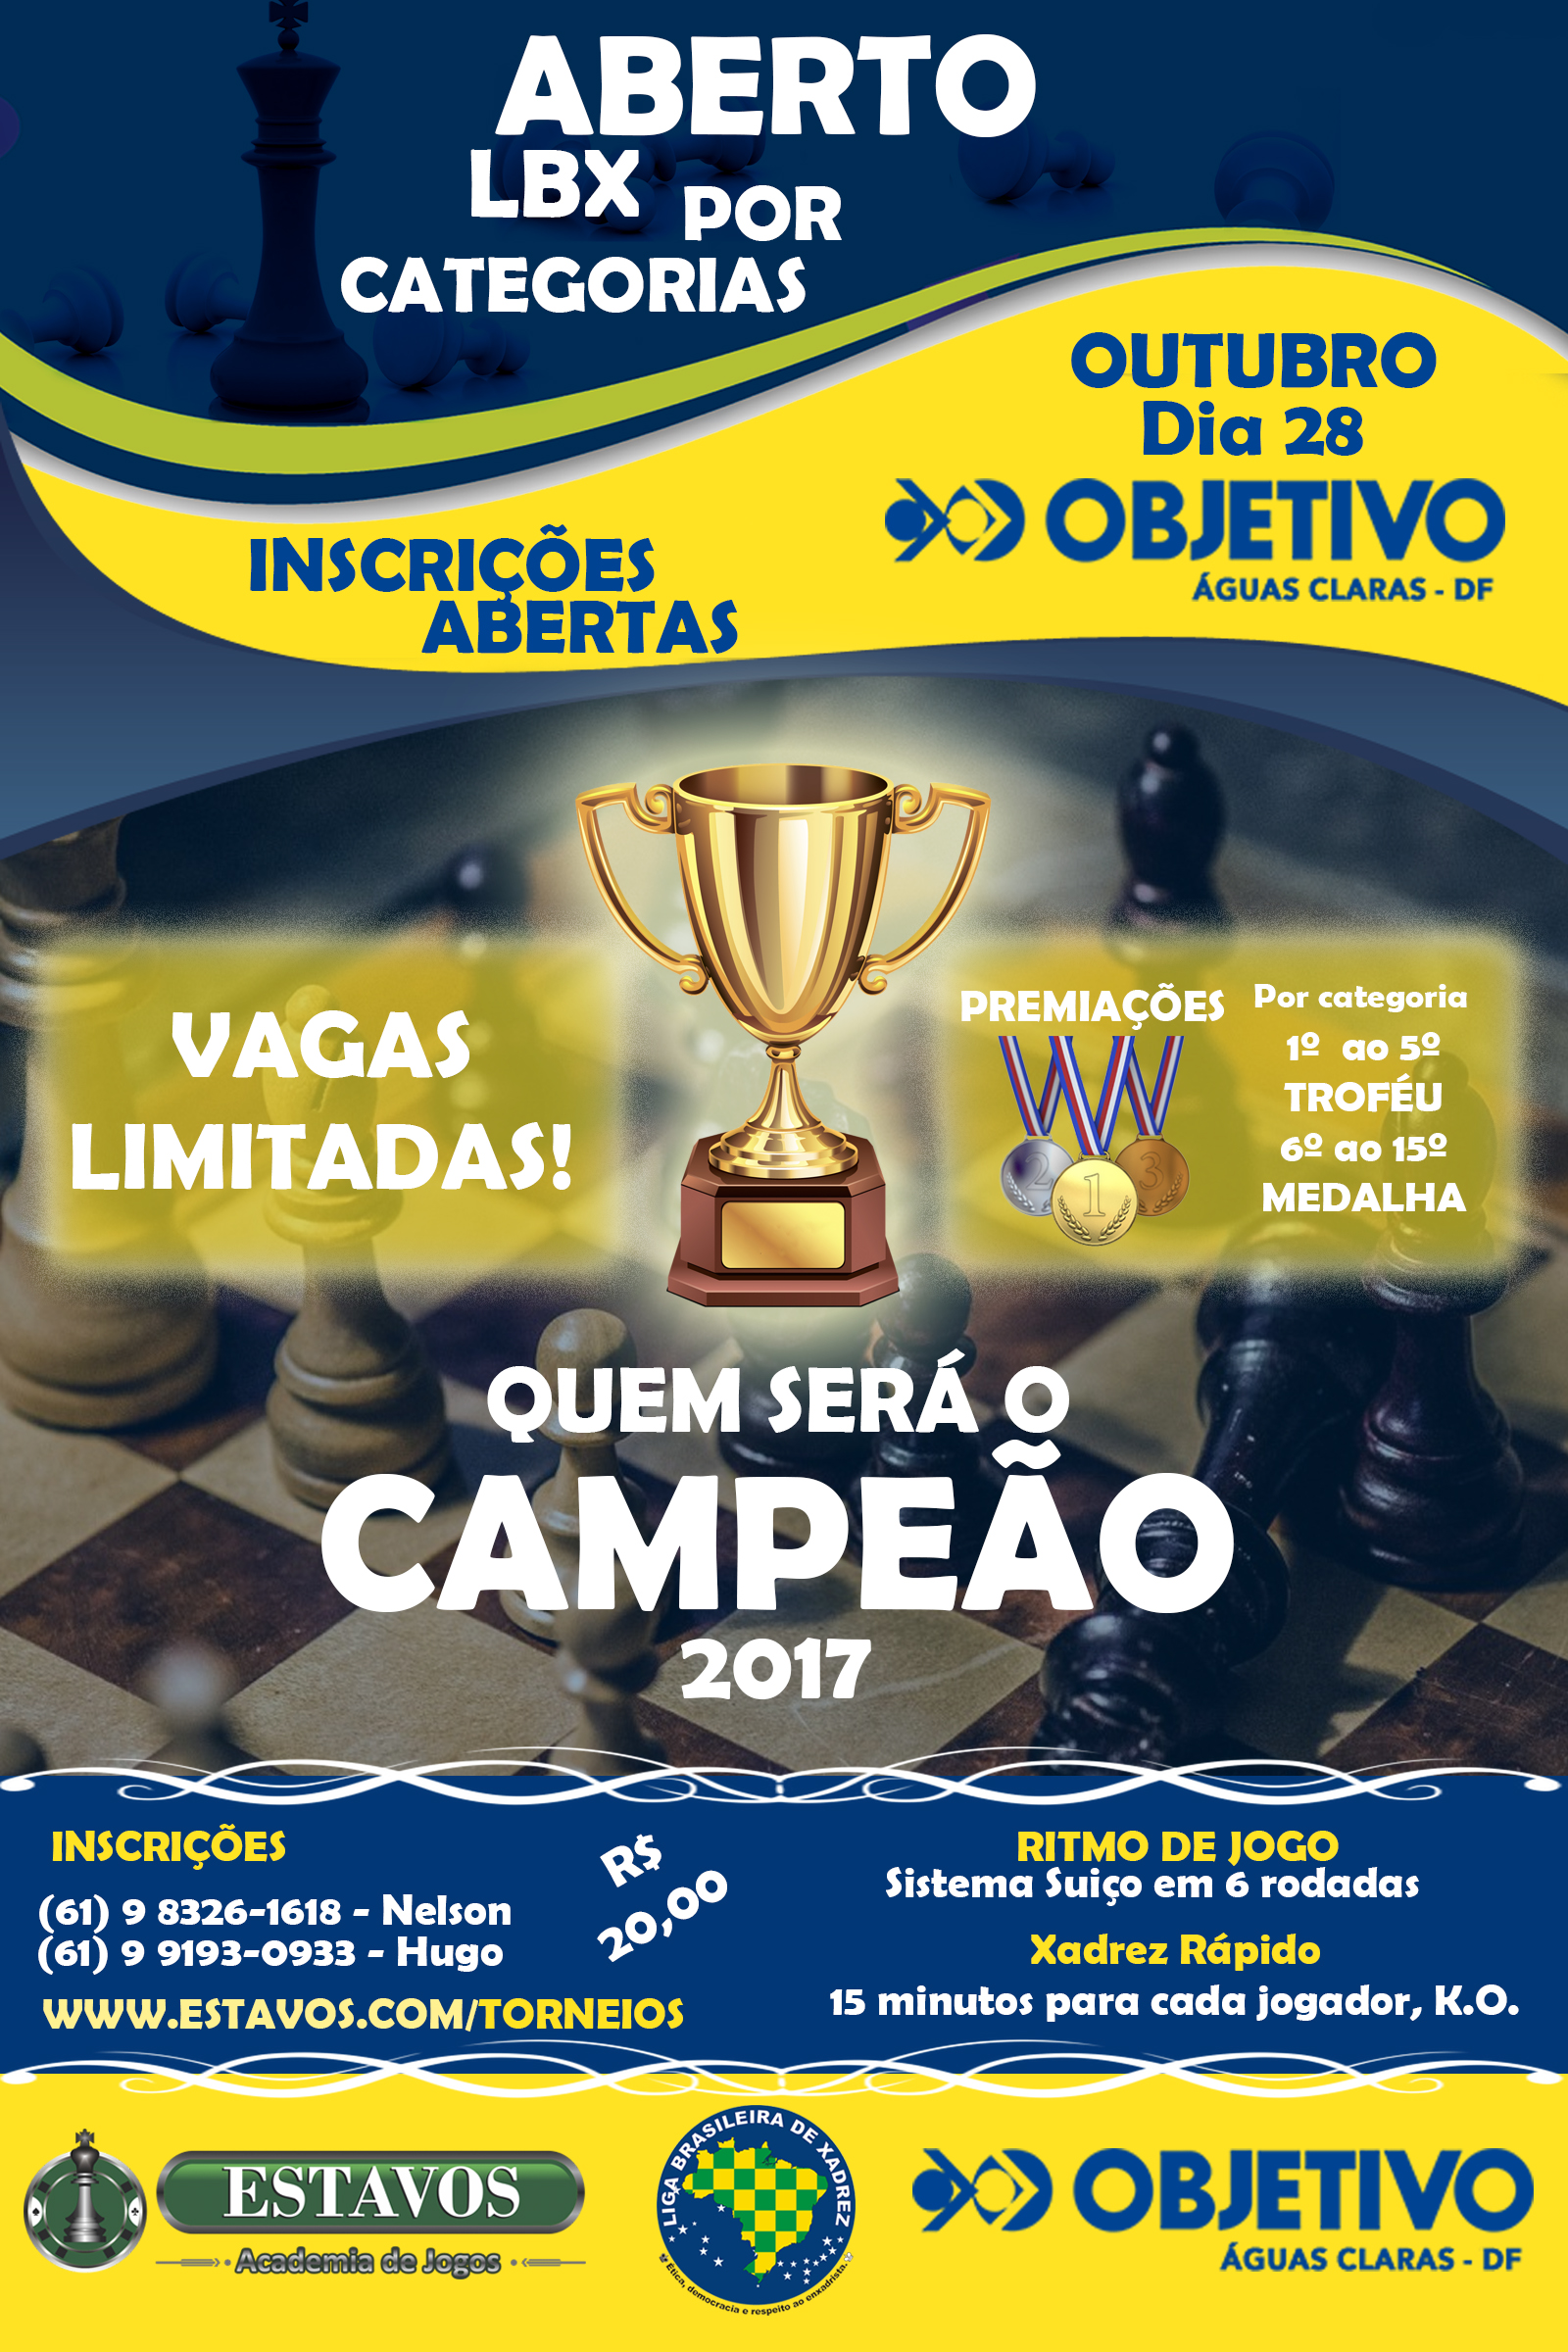 ABERTO
LBX POR
CATEGORIAS
OUTUBRO
Dia 28
OBJETIVO
ÁGUAS CLARAS - DF
INSCRIÇÕES
ABERTAS
VAGAS
LIMITADAS!
PREMIAÇÕES
2 1 3
Por categoria
1º ao 5º
TROFÉU
6º ao 15º
MEDALHA
QUEM SERÁ O
CAMPEÃO
2017
INSCRIÇÕES
(61) 9 8326-1618 - Nelson
(61) 9 9193-0933 - Hugo
WWW.ESTAVOS.COM/TORNEIOS
R$
20,00
RITMO DE JOGO
Sistema Suiço em 6 rodadas
Xadrez Rápido
15 minutos para cada jogador, K.O.
ESTAVOS
Academia de Jogos
LIGA BRASILEIRA DE XADREZ
Ética, democracia e respeito ao enxadrista.
OBJETIVO
ÁGUAS CLARAS - DF